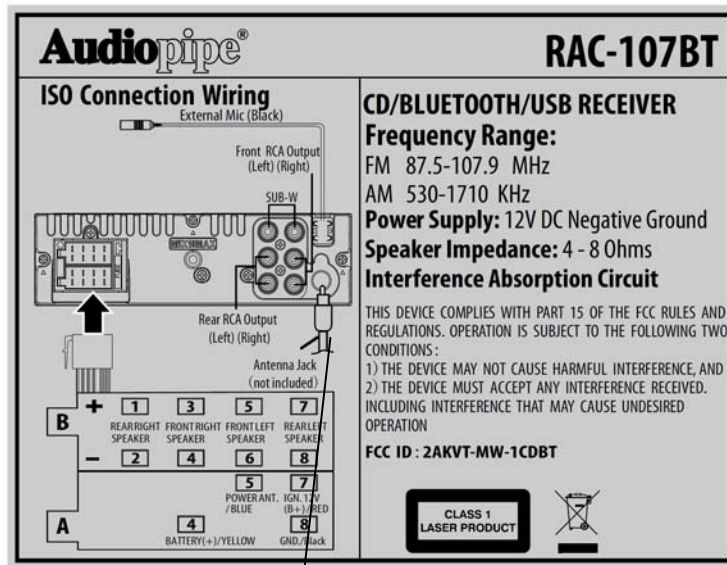 Audiopipe®
RAC-107BT
ISO Connection Wiring
External Mic (Black)
Front RCA Output
(Left) (Right)
SUB-W
Rear RCA Output
(Left) (Right)
Antenna Jack
(not included)
B
+ 1 3 5 7
REAR RIGHT SPEAKER
FRONT RIGHT SPEAKER
FRONT LEFT SPEAKER
REAR LEFT SPEAKER
– 2 4 6 8
A
5 7
POWER ANT. /BLUE
IGN. 12V (B+)/RED
4 8
BATTERY(+)/YELLOW
GND./Black
CD/BLUETOOTH/USB RECEIVER
Frequency Range:
FM 87.5-107.9 MHz
AM 530-1710 KHz
Power Supply: 12V DC Negative Ground
Speaker Impedance: 4 - 8 Ohms
Interference Absorption Circuit
THIS DEVICE COMPLIES WITH PART 15 OF THE FCC RULES AND
REGULATIONS. OPERATION IS SUBJECT TO THE FOLLOWING TWO
CONDITIONS:
1) THE DEVICE MAY NOT CAUSE HARMFUL INTERFERENCE, AND
2) THE DEVICE MUST ACCEPT ANY INTERFERENCE RECEIVED.
INCLUDING INTERFERENCE THAT MAY CAUSE UNDESIRED
OPERATION
FCC ID : 2AKVT-MW-1CDBT
CLASS 1
LASER PRODUCT